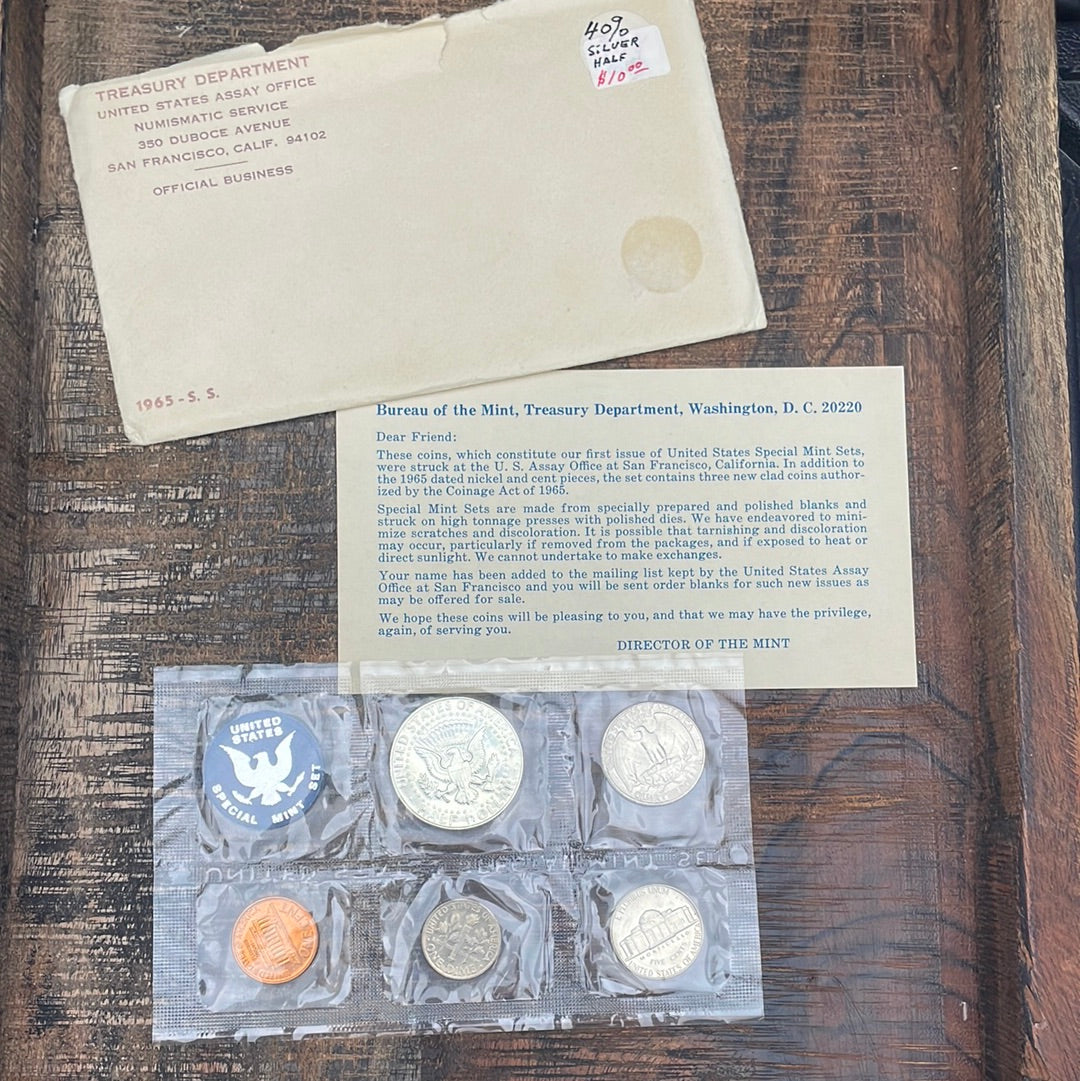 TREASURY DEPARTMENT
UNITED STATES ASSAY OFFICE
NUMISMATIC SERVICE
350 DUBOCE AVENUE
SAN FRANCISCO, CALIF. 94102
OFFICIAL BUSINESS
40%
SILVER
HALF
$10.00
1965-S. S.
Bureau of the Mint, Treasury Department, Washington, D. C. 20220
Dear Friend:
These coins, which constitute our first issue of United States Special Mint Sets,
were struck at the U. S. Assay Office at San Francisco, California. In addition to
the 1965 dated nickel and cent pieces, the set contains three new clad coins author-
ized by the Coinage Act of 1965.
Special Mint Sets are made from specially prepared and polished blanks and
struck on high tonnage presses with polished dies. We have endeavored to mini-
mize scratches and discoloration. It is possible that tarnishing and discoloration
may occur, particularly if removed from the packages, and if exposed to heat or
direct sunlight. We cannot undertake to make exchanges.
Your name has been added to the mailing list kept by the United States Assay
Office at San Francisco and you will be sent order blanks for such new issues as
may be offered for sale.
We hope these coins will be pleasing to you, and that we may have the privilege,
again, of serving you.
DIRECTOR OF THE MINT
UNITED
STATES
SPECIAL MINT SET
ONE CENT
MONTICELLO
FIVE CENTS
UNITED STATES OF